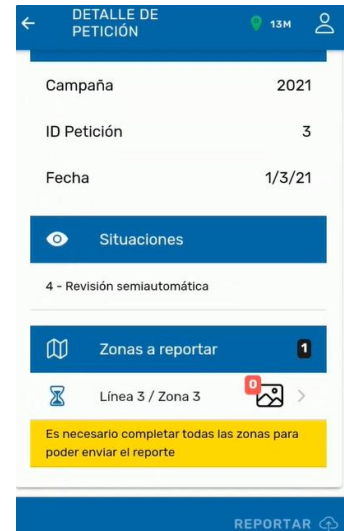 DETALLE DE
PETICIÓN
13M
Campaña 2021
ID Petición 3
Fecha 1/3/21
Situaciones
4 - Revisión semiautomática
Zonas a reportar 1
Línea 3 / Zona 3 0
Es necesario completar todas las zonas para
poder enviar el reporte
REPORTAR